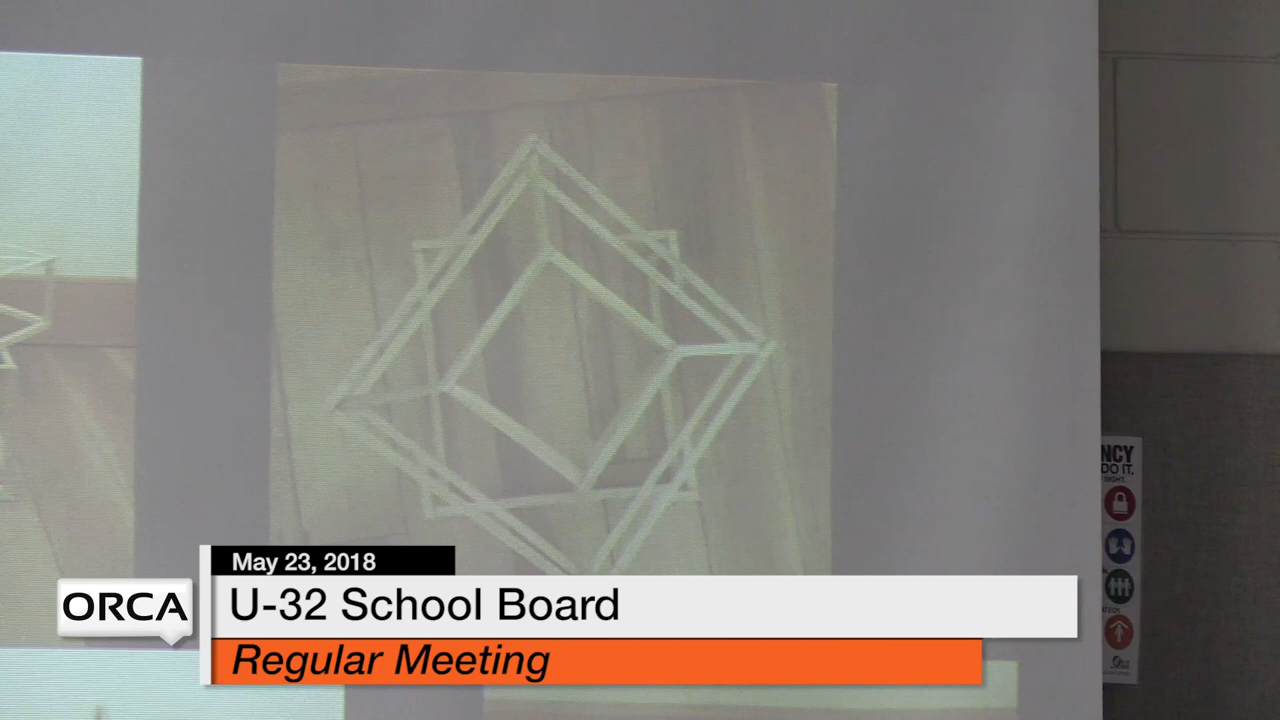 NCY
DO IT.
May 23, 2018
ORCA
U-32 School Board
Regular Meeting